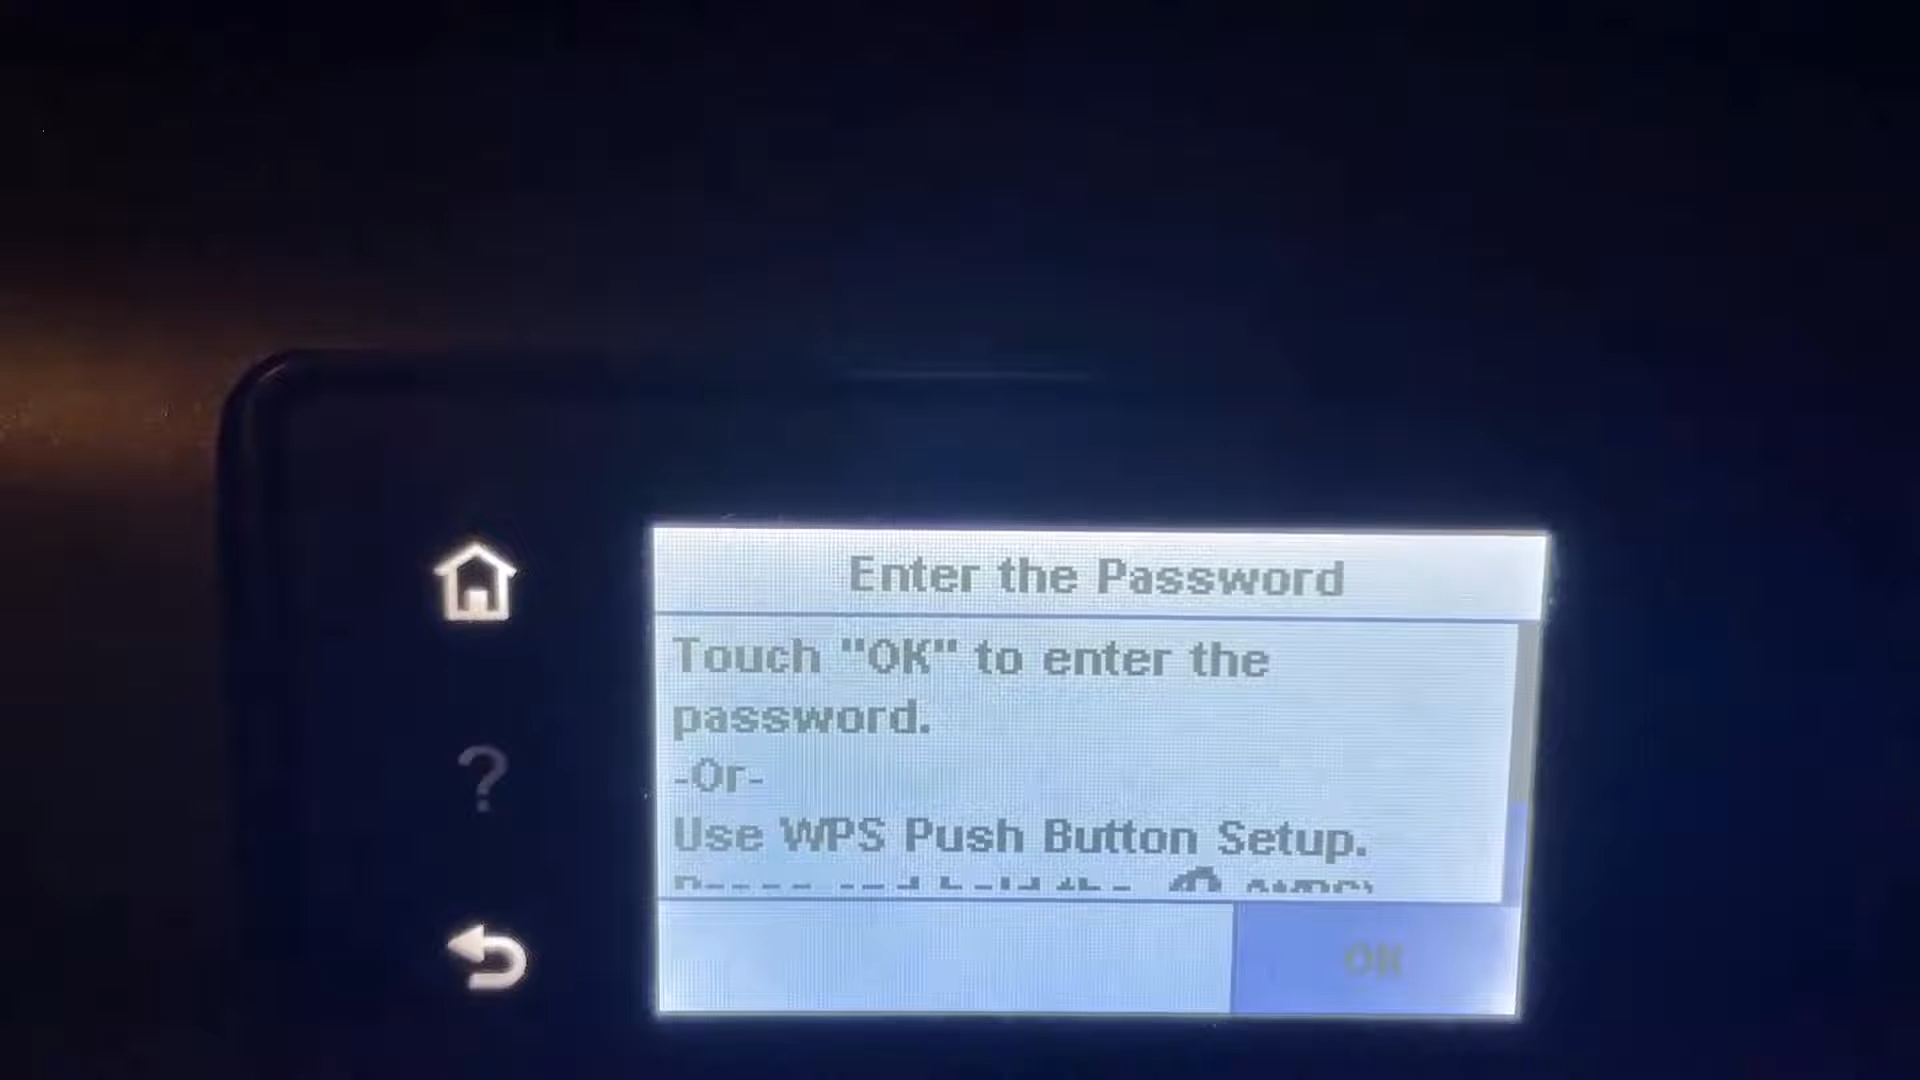 Enter the Password
Touch "OK" to enter the
password.
-Or-
Use WPS Push Button Setup.
OK